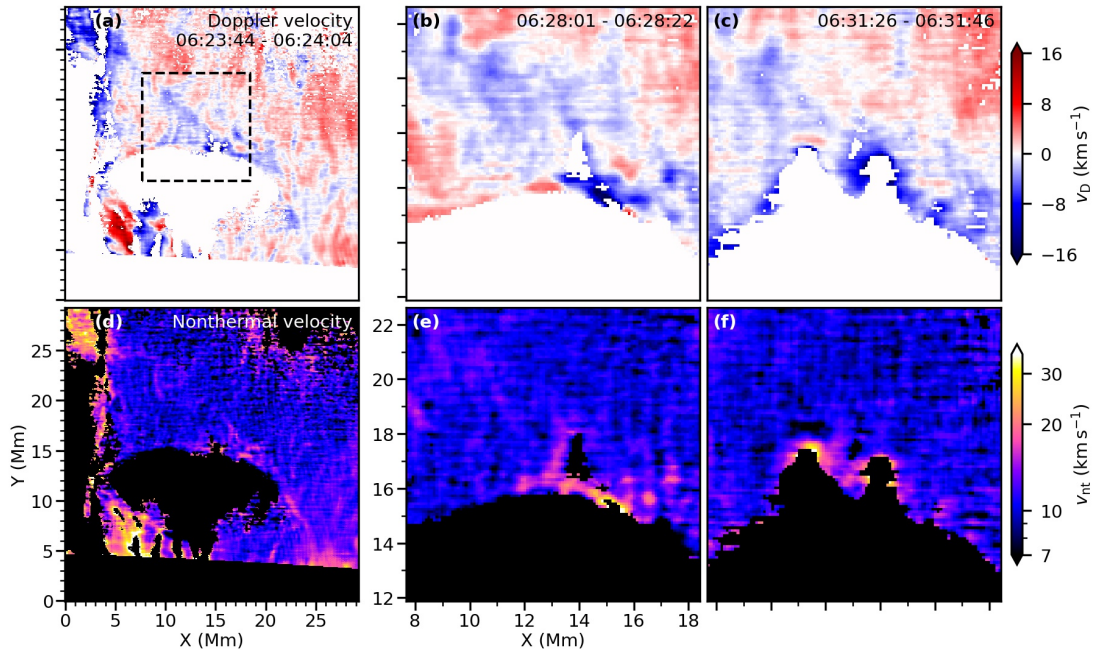 (a) Doppler velocity
06:23:44 - 06:24:04
(b) 06:28:01 - 06:28:22
(c) 06:31:26 - 06:31:46
16
8
0
−8
−16
v_D (km s⁻¹)
(d) Nonthermal velocity
(e)
(f)
25
20
15
10
5
0
Y (Mm)
22
20
18
16
14
12
30
20
10
7
v_nt (km s⁻¹)
0 5 10 15 20 25
X (Mm)
8 10 12 14 16 18
X (Mm)